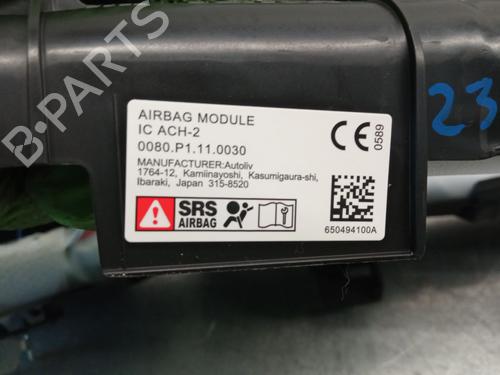 B-PARTS
AIRBAG MODULE
IC ACH-2
0080.P1.11.0030
MANUFACTURER:Autoliv
1764-12, Kamiinayoshi, Kasumigaura-shi,
Ibaraki, Japan 315-8520
CE 0589
SRS
AIRBAG
650494100A
23